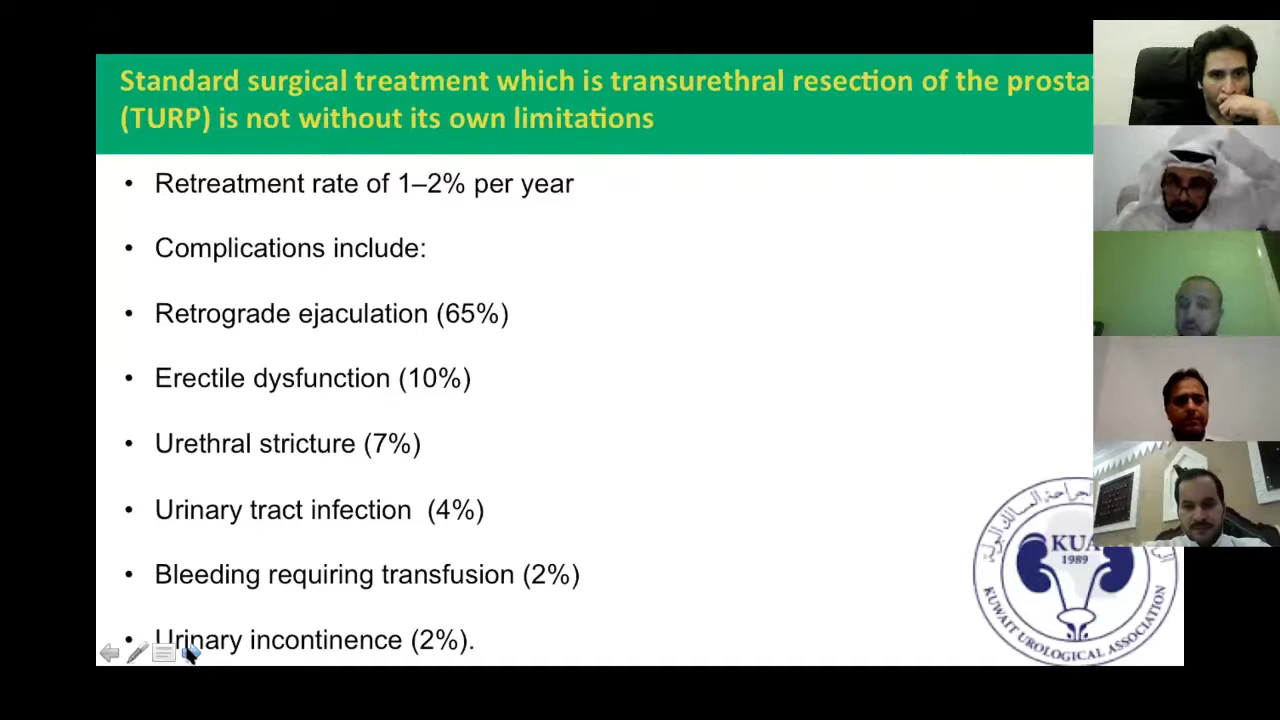 Standard surgical treatment which is transurethral resection of the prosta
(TURP) is not without its own limitations
• Retreatment rate of 1–2% per year
• Complications include:
• Retrograde ejaculation (65%)
• Erectile dysfunction (10%)
• Urethral stricture (7%)
• Urinary tract infection (4%)
• Bleeding requiring transfusion (2%)
• Urinary incontinence (2%).
KUA
1989
KUWAIT UROLOGICAL ASSOCIATION